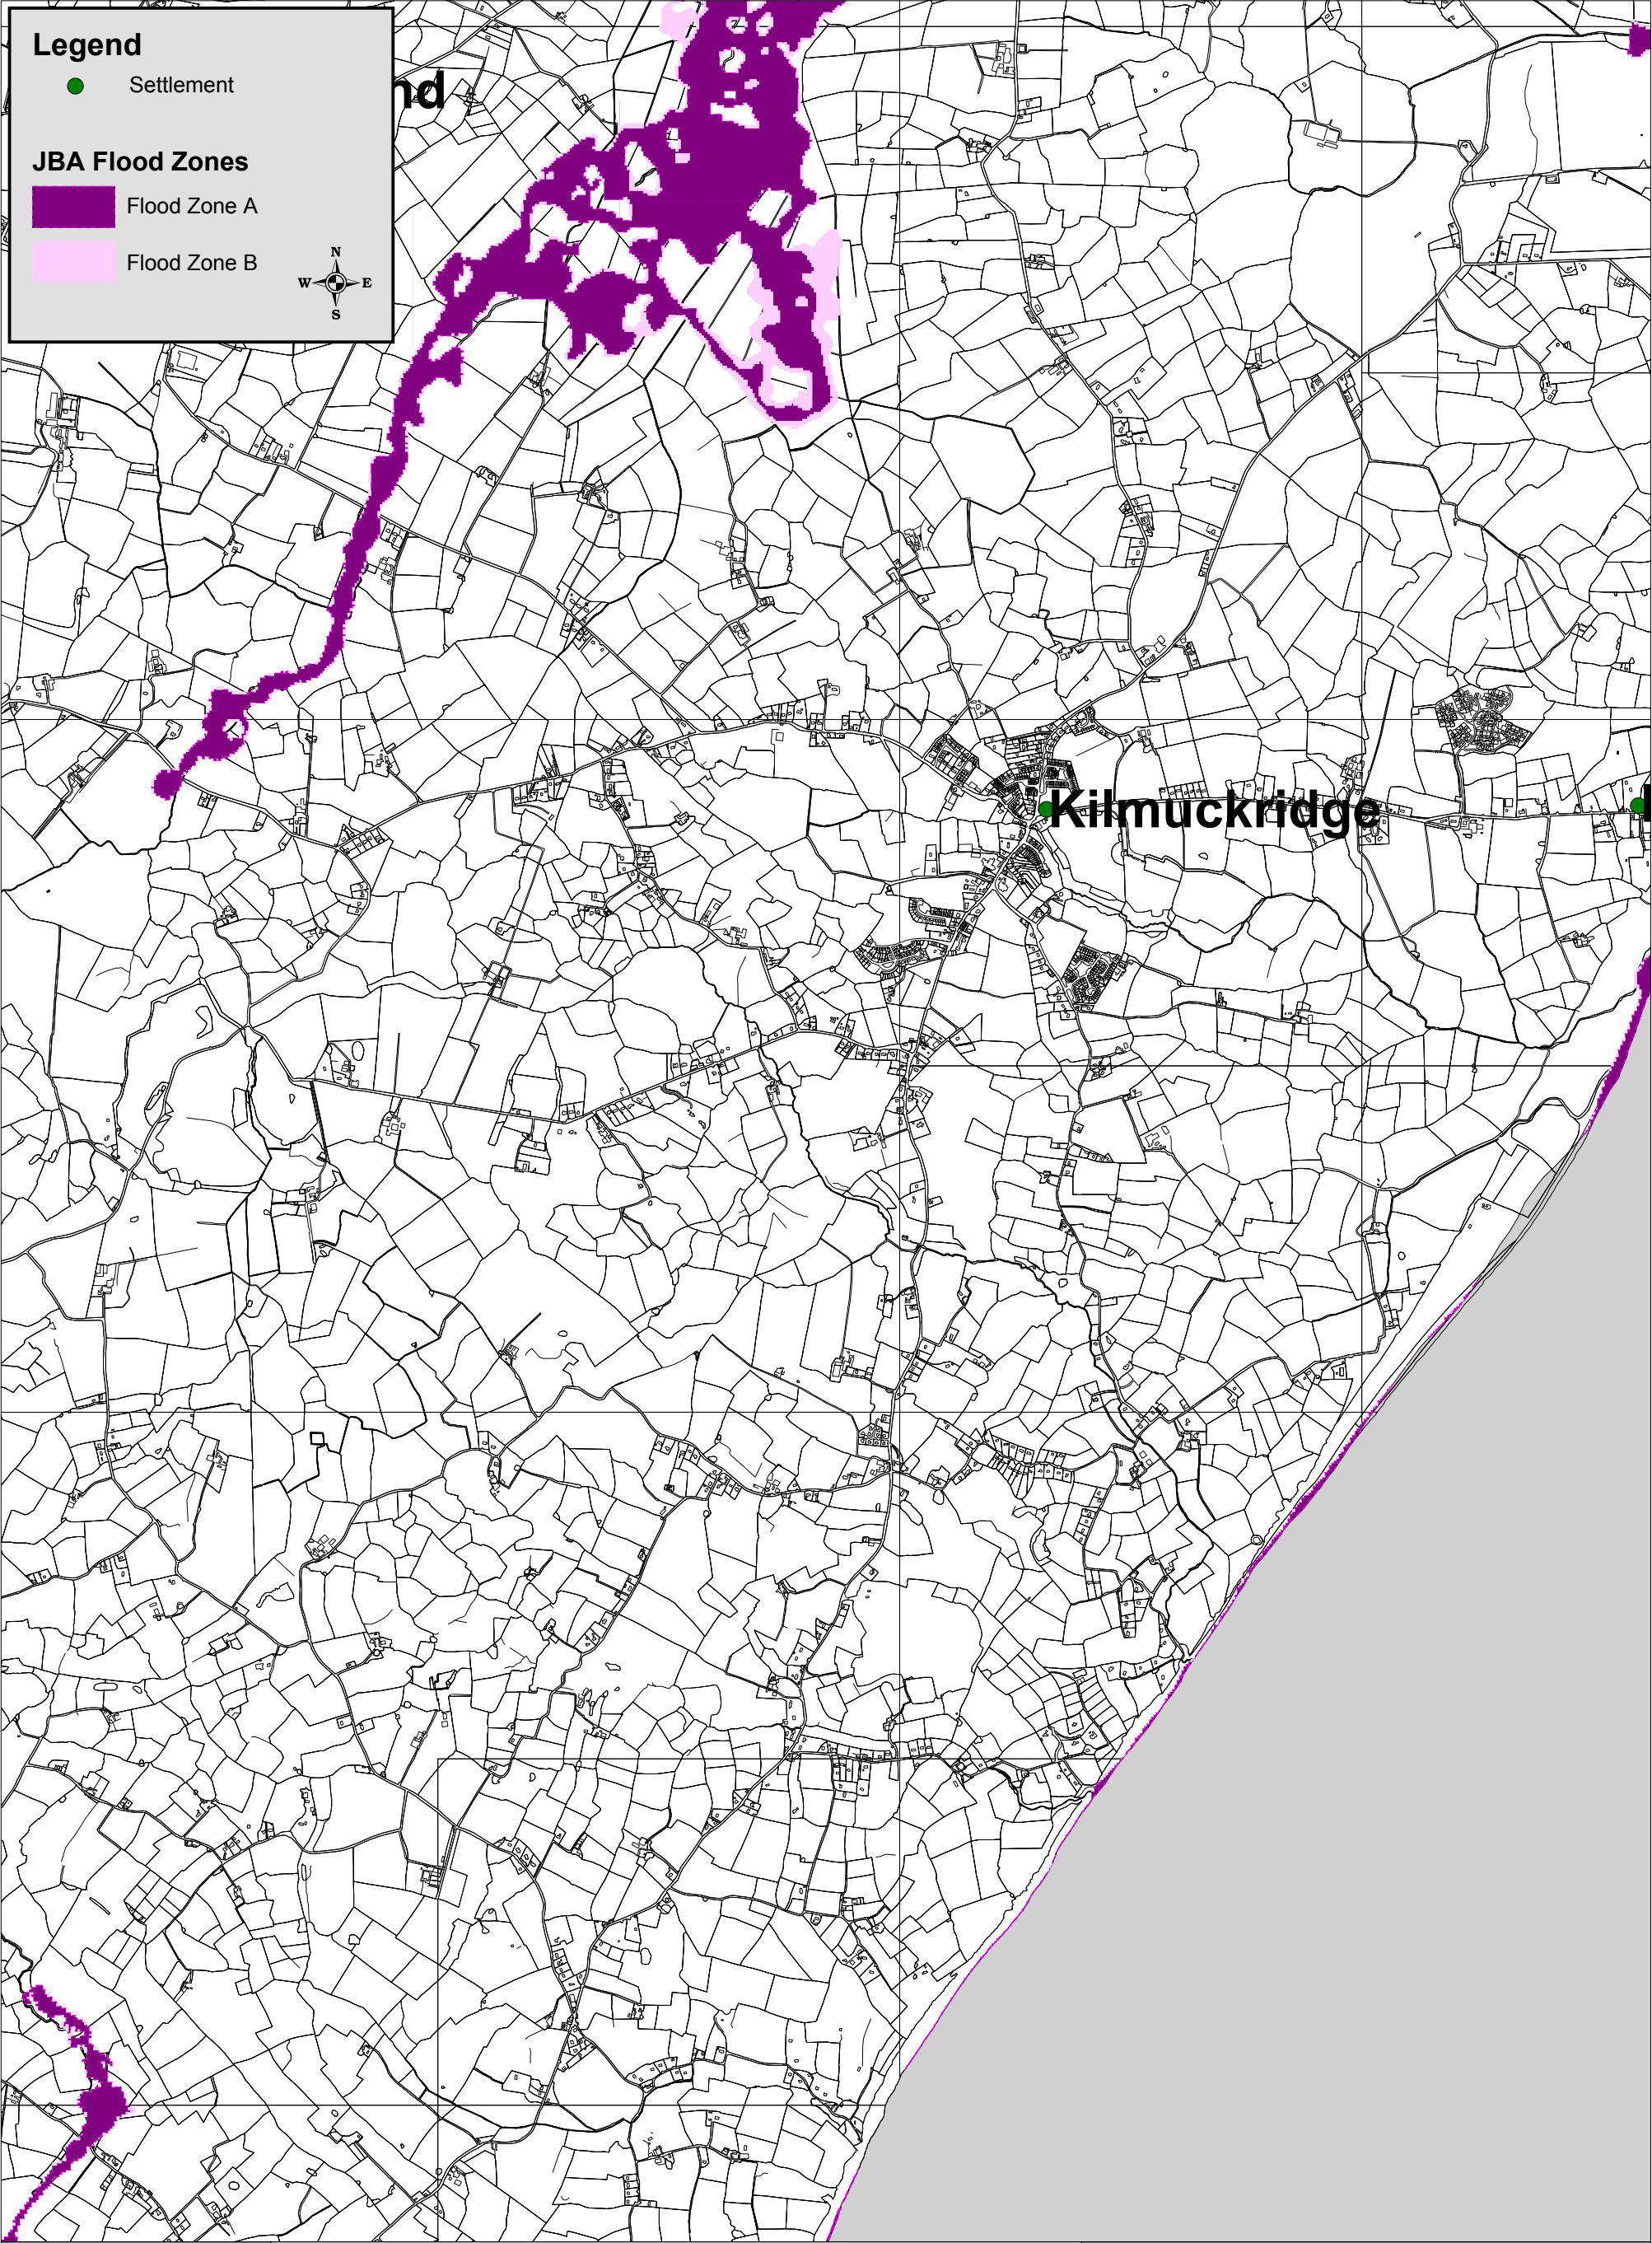 Legend
Settlement
nd
JBA Flood Zones
Flood Zone A
Flood Zone B
N
W E
S
Kilmuckridge